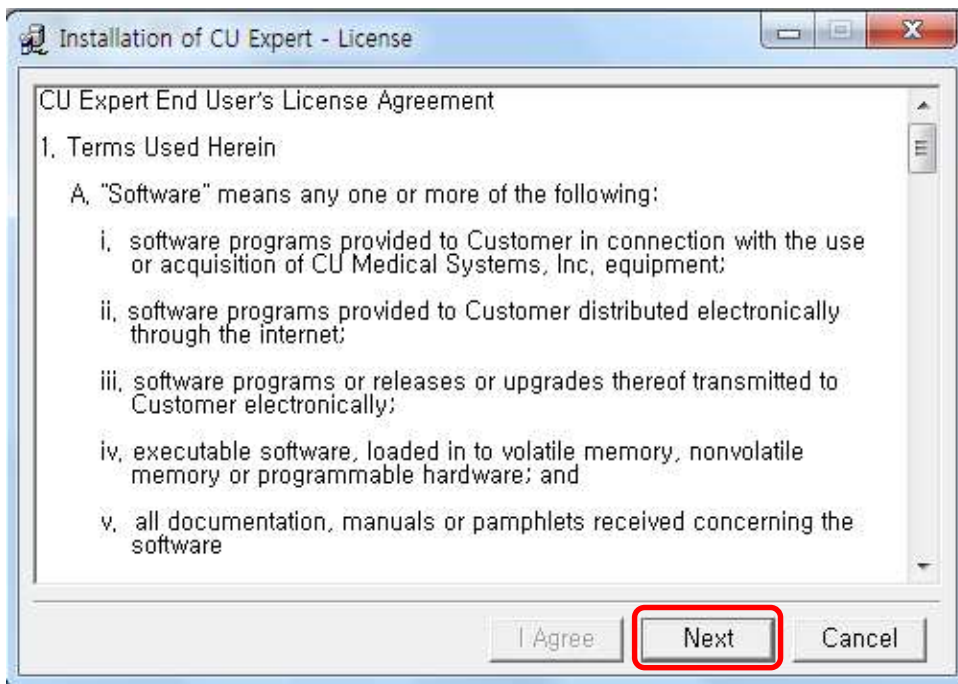 Installation of CU Expert - License
CU Expert End User's License Agreement
1, Terms Used Herein
A, "Software" means any one or more of the following:
i, software programs provided to Customer in connection with the use
or acquisition of CU Medical Systems, Inc, equipment;
ii, software programs provided to Customer distributed electronically
through the internet;
iii, software programs or releases or upgrades thereof transmitted to
Customer electronically;
iv, executable software, loaded in to volatile memory, nonvolatile
memory or programmable hardware; and
v, all documentation, manuals or pamphlets received concerning the
software
I Agree Next Cancel